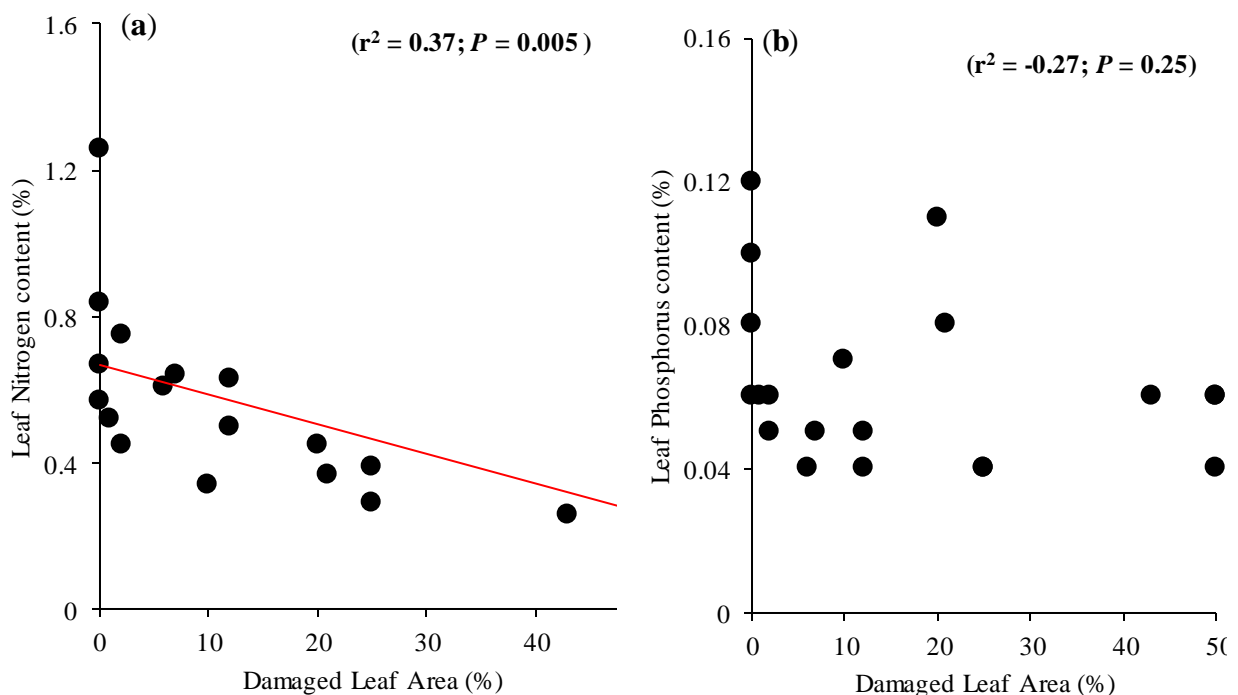 (a)
(r² = 0.37; P = 0.005 )
1.6
1.2
0.8
0.4
0
Leaf Nitrogen content (%)
0 10 20 30 40
Damaged Leaf Area (%)
(b)
(r² = -0.27; P = 0.25)
0.16
0.12
0.08
0.04
0
Leaf Phosphorus content (%)
0 10 20 30 40 50
Damaged Leaf Area (%)